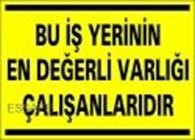 BU İŞ YERİNİN
EN DEĞERLİ VARLIĞI
ÇALIŞANLARIDIR